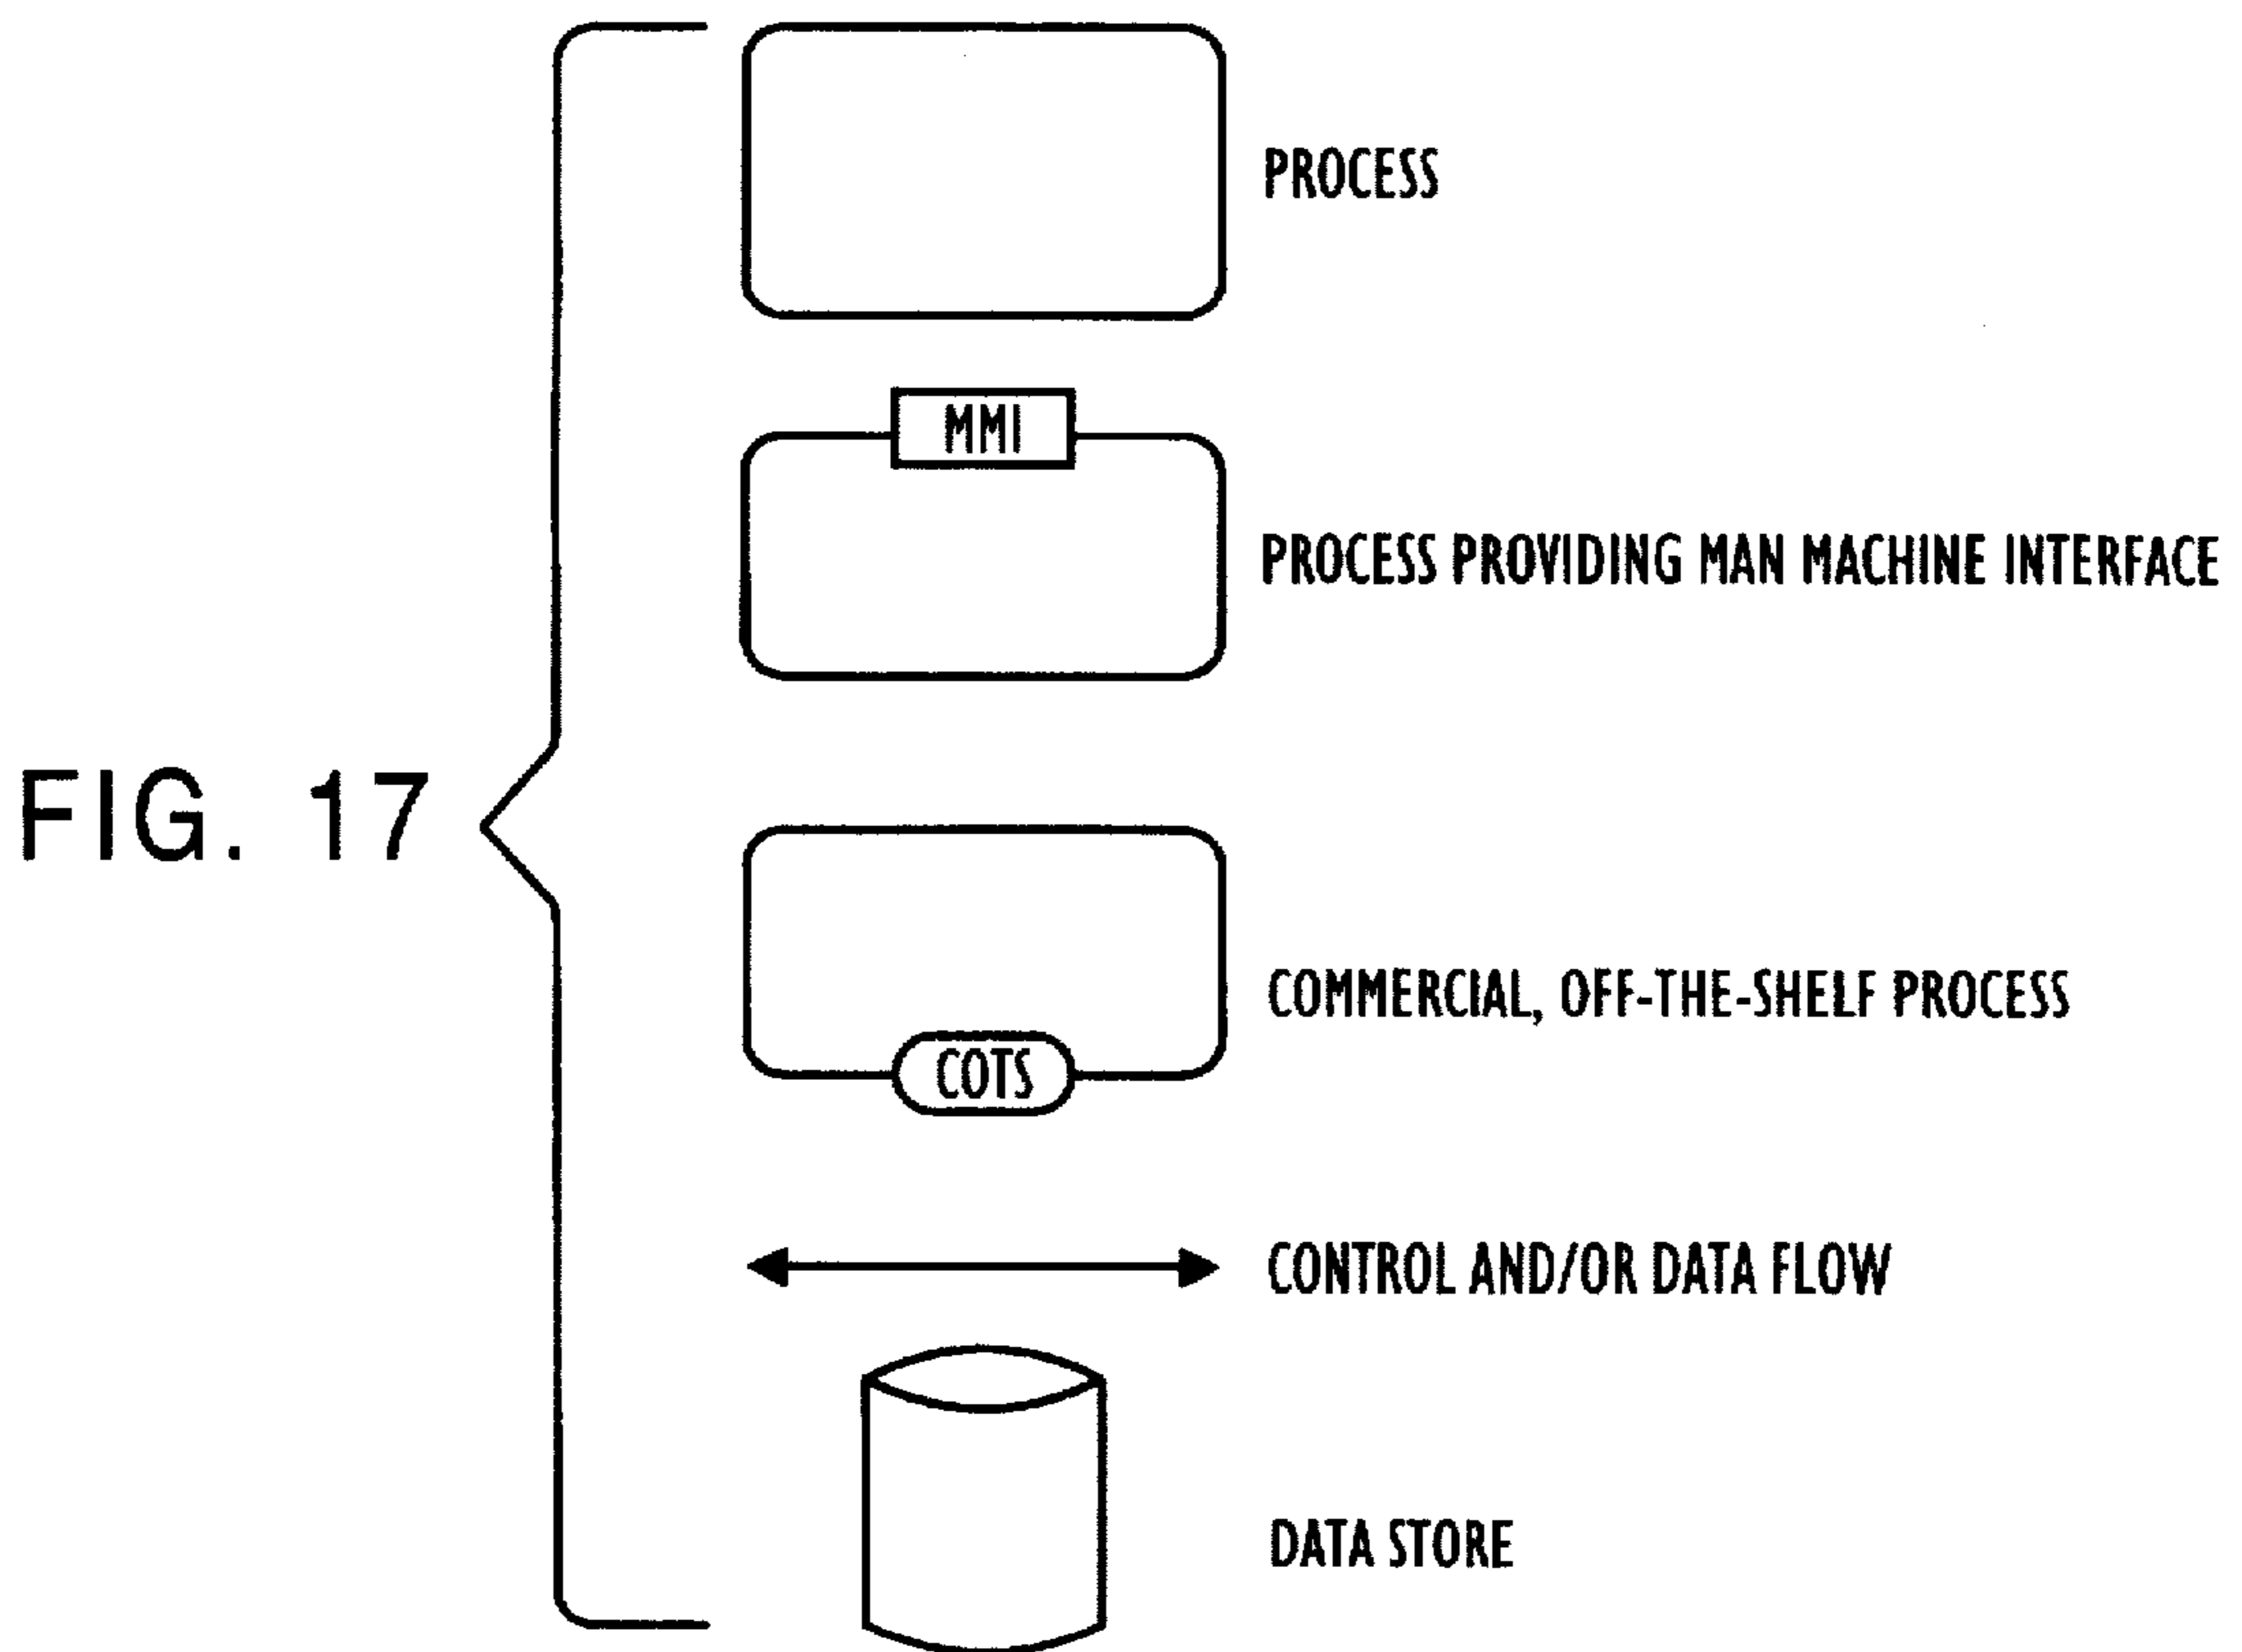 PROCESS
MMI
PROCESS PROVIDING MAN MACHINE INTERFACE
FIG. 17
COMMERCIAL, OFF-THE-SHELF PROCESS
COTS
CONTROL AND/OR DATA FLOW
DATA STORE